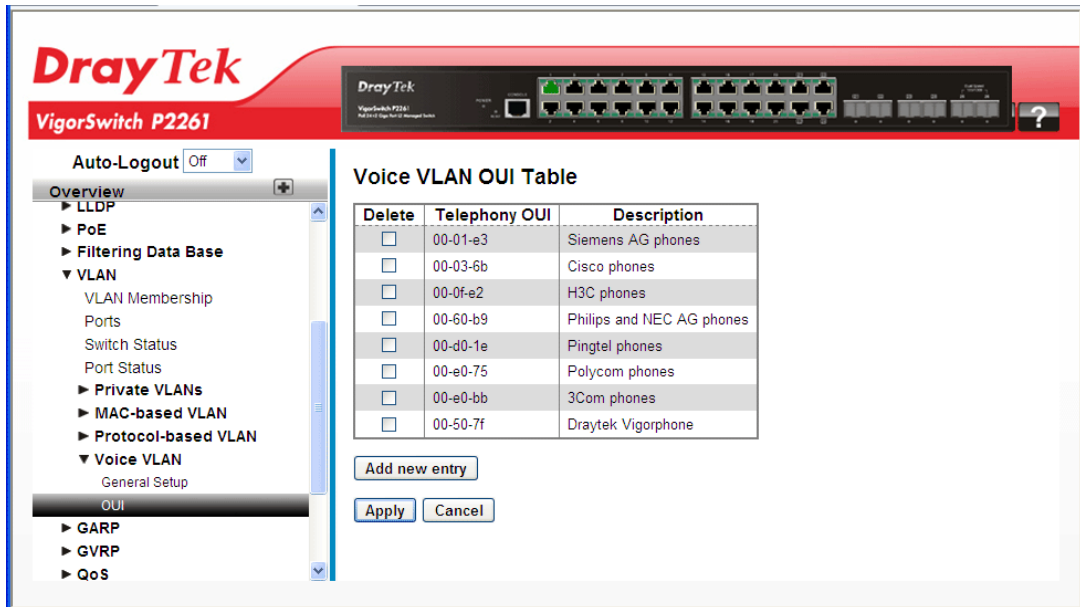 DrayTek
VigorSwitch P2261
DrayTek
VigorSwitch P2261
CONSOLE
POWER
?
Auto-Logout Off
Overview
LLDP
PoE
Filtering Data Base
VLAN
VLAN Membership
Ports
Switch Status
Port Status
Private VLANs
MAC-based VLAN
Protocol-based VLAN
Voice VLAN
General Setup
OUI
GARP
GVRP
QoS
Voice VLAN OUI Table
Delete Telephony OUI Description
00-01-e3 Siemens AG phones
00-03-6b Cisco phones
00-0f-e2 H3C phones
00-60-b9 Philips and NEC AG phones
00-d0-1e Pingtel phones
00-e0-75 Polycom phones
00-e0-bb 3Com phones
00-50-7f Draytek Vigorphone
Add new entry
Apply Cancel